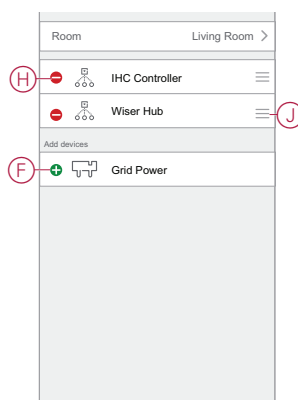 Room Living Room >
H IHC Controller
Wiser Hub J
Add devices
F Grid Power